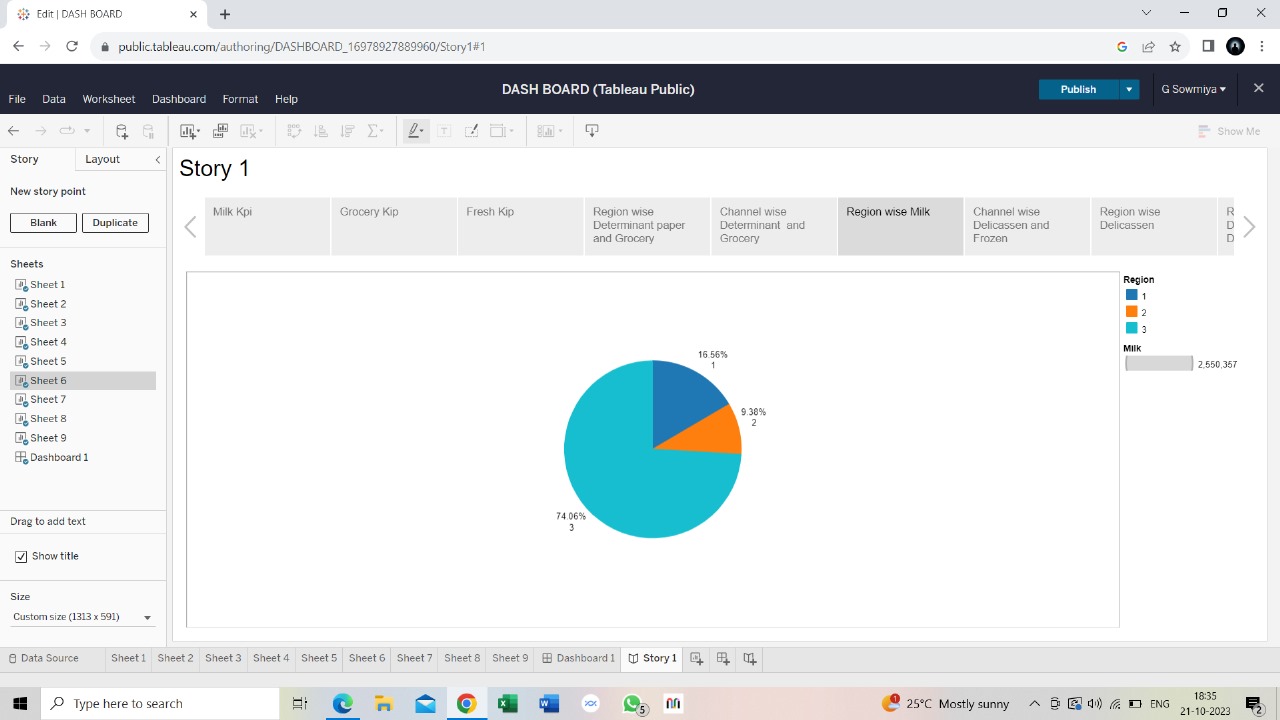 Edit | DASH BOARD
public.tableau.com/authoring/DASHBOARD_16978927889960/Story1#1
DASH BOARD (Tableau Public)
Publish
G Sowmiya
File Data Worksheet Dashboard Format Help
Show Me
Story Layout
New story point
Blank Duplicate
Sheets
Sheet 1
Sheet 2
Sheet 3
Sheet 4
Sheet 5
Sheet 6
Sheet 7
Sheet 8
Sheet 9
Dashboard 1
Drag to add text
Show title
Size
Custom size (1313 x 591)
Story 1
Milk Kpi
Grocery Kip
Fresh Kip
Region wise
Determinant paper
and Grocery
Channel wise
Determinant and
Grocery
Region wise Milk
Channel wise
Delicassen and
Frozen
Region wise
Delicassen
R
D
D
16.56%
1
9.38%
2
74.06%
3
Region
1
2
3
Milk
2,550,357
Data Source Sheet 1 Sheet 2 Sheet 3 Sheet 4 Sheet 5 Sheet 6 Sheet 7 Sheet 8 Sheet 9 Dashboard 1 Story 1
Type here to search
5
1
25°C Mostly sunny
ENG
18:35
21-10-2023
2